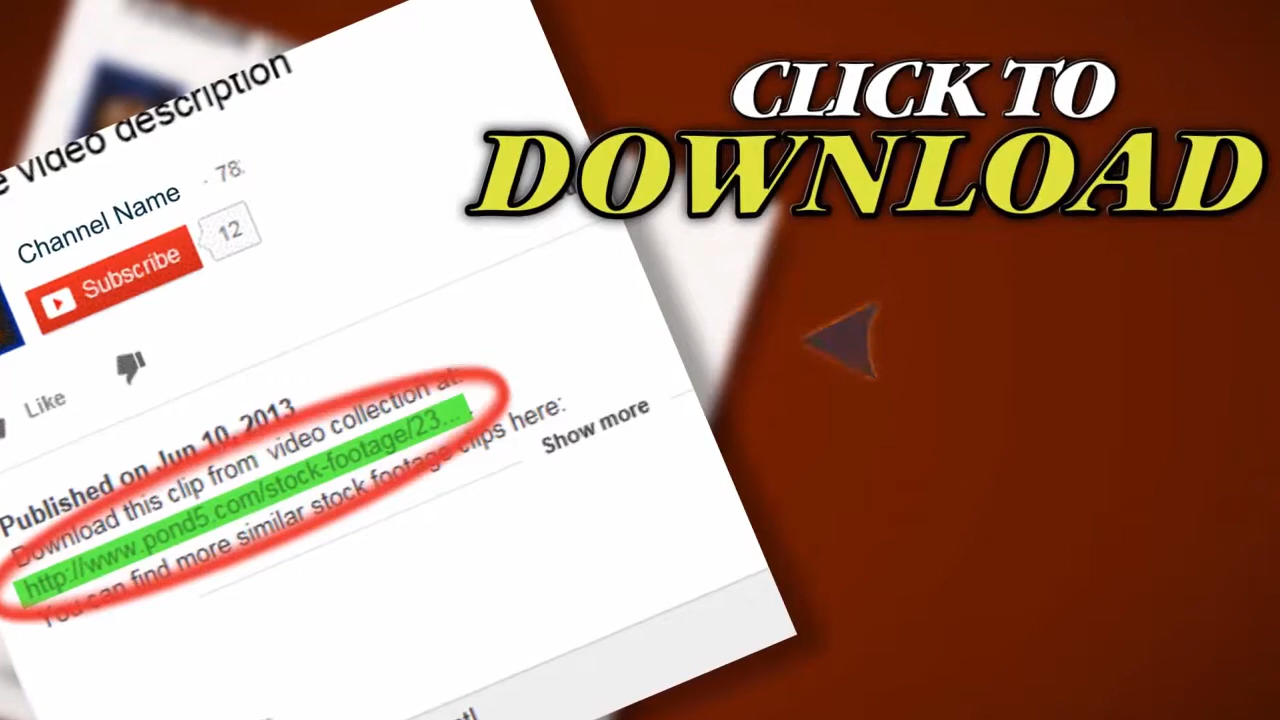 CLICK TO
DOWNLOAD
e video description
Channel Name
Subscribe
12
Like
Published on Jun 10, 2013
Download this clip from video collection at:
http://www.pond5.com/stock-footage/23...
You can find more similar stock footage clips here:
Show more